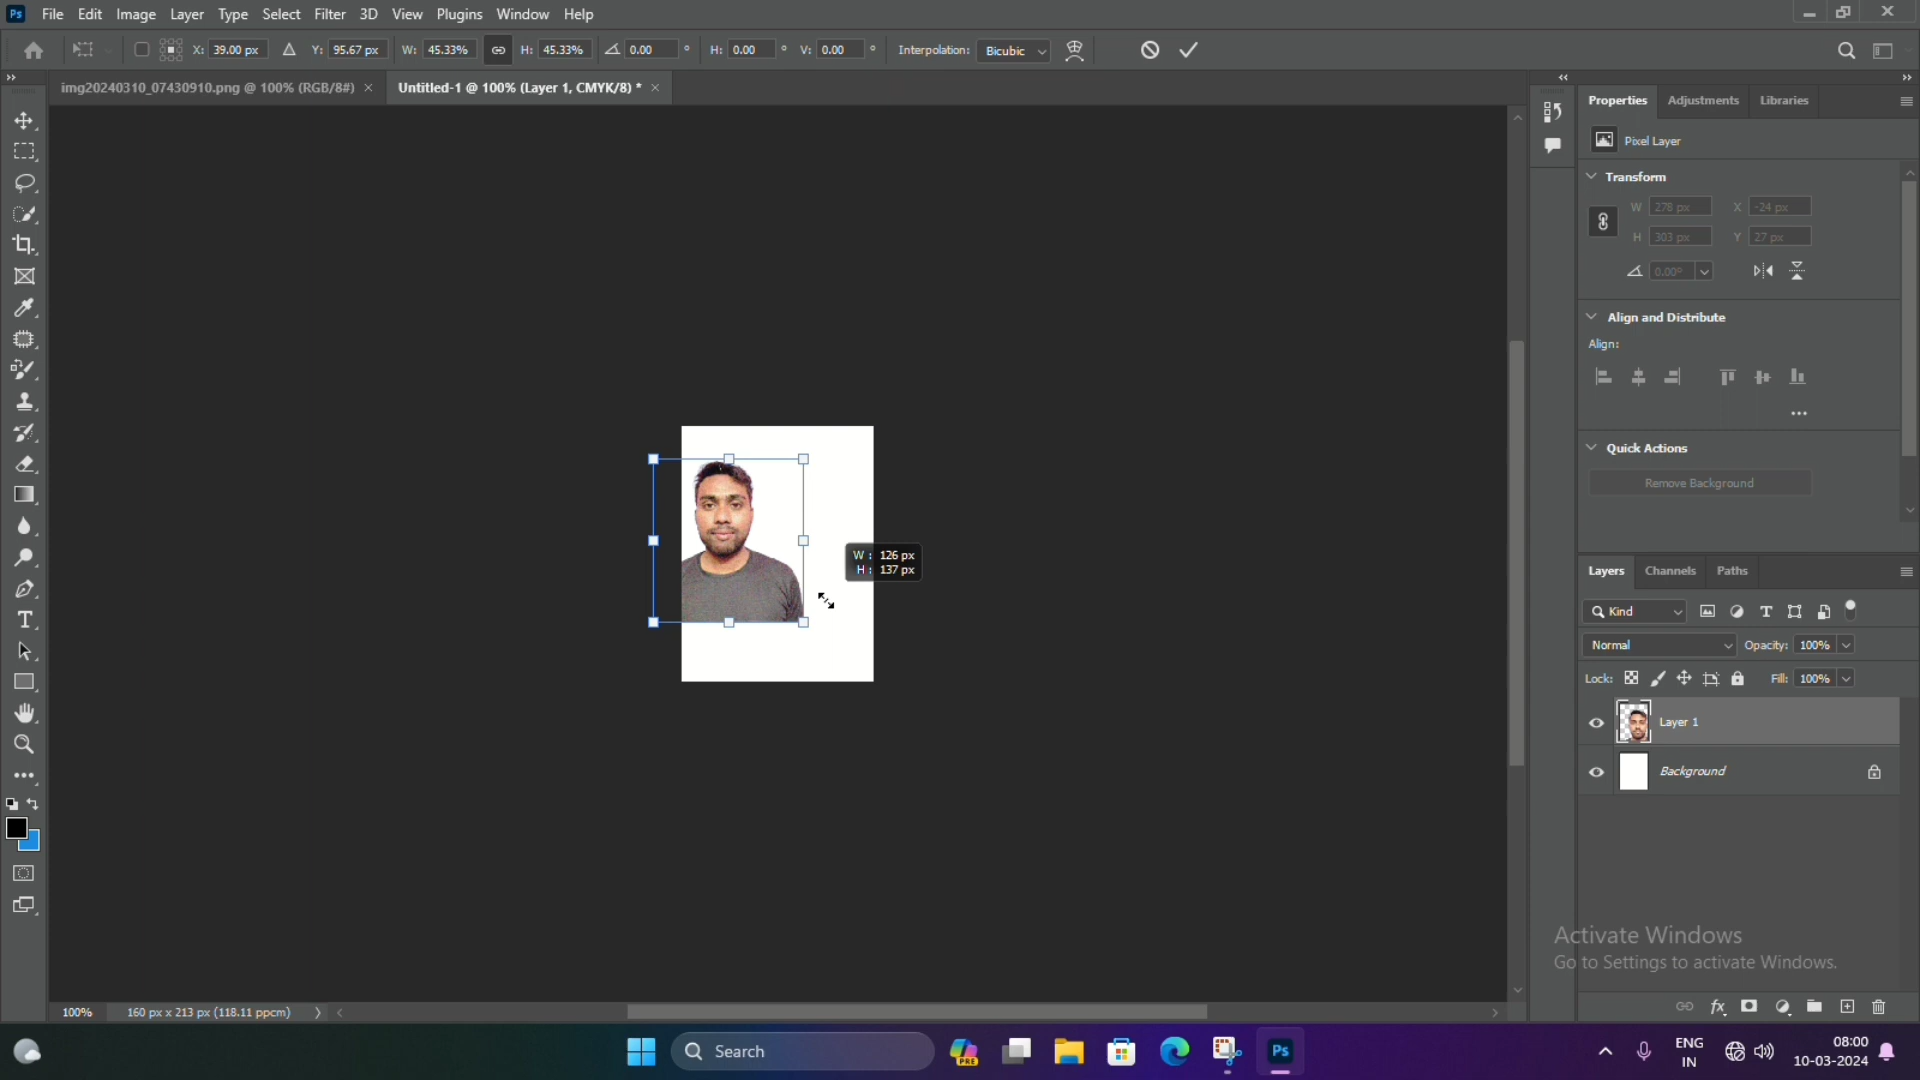 Ps File Edit Image Layer Type Select Filter 3D View Plugins Window Help
X: 39.00 px Y: 95.67 px W: 45.33% H: 45.33% 0.00 ° H: 0.00 ° V: 0.00 ° Interpolation: Bicubic
img20240310_07430910.png @ 100% (RGB/8#) × Untitled-1 @ 100% (Layer 1, CMYK/8) * ×
Properties Adjustments Libraries
Pixel Layer
Transform
W 278 px X -24 px
H 303 px Y 27 px
0.00°
Align and Distribute
Align:
Quick Actions
Remove Background
W : 126 px
H : 137 px
Layers Channels Paths
Kind
Normal Opacity: 100%
Lock: Fill: 100%
Layer 1
Background
Activate Windows
Go to Settings to activate Windows.
100% 160 px x 213 px (118.11 ppcm)
Search PRE Ps ENG IN 08:00 10-03-2024